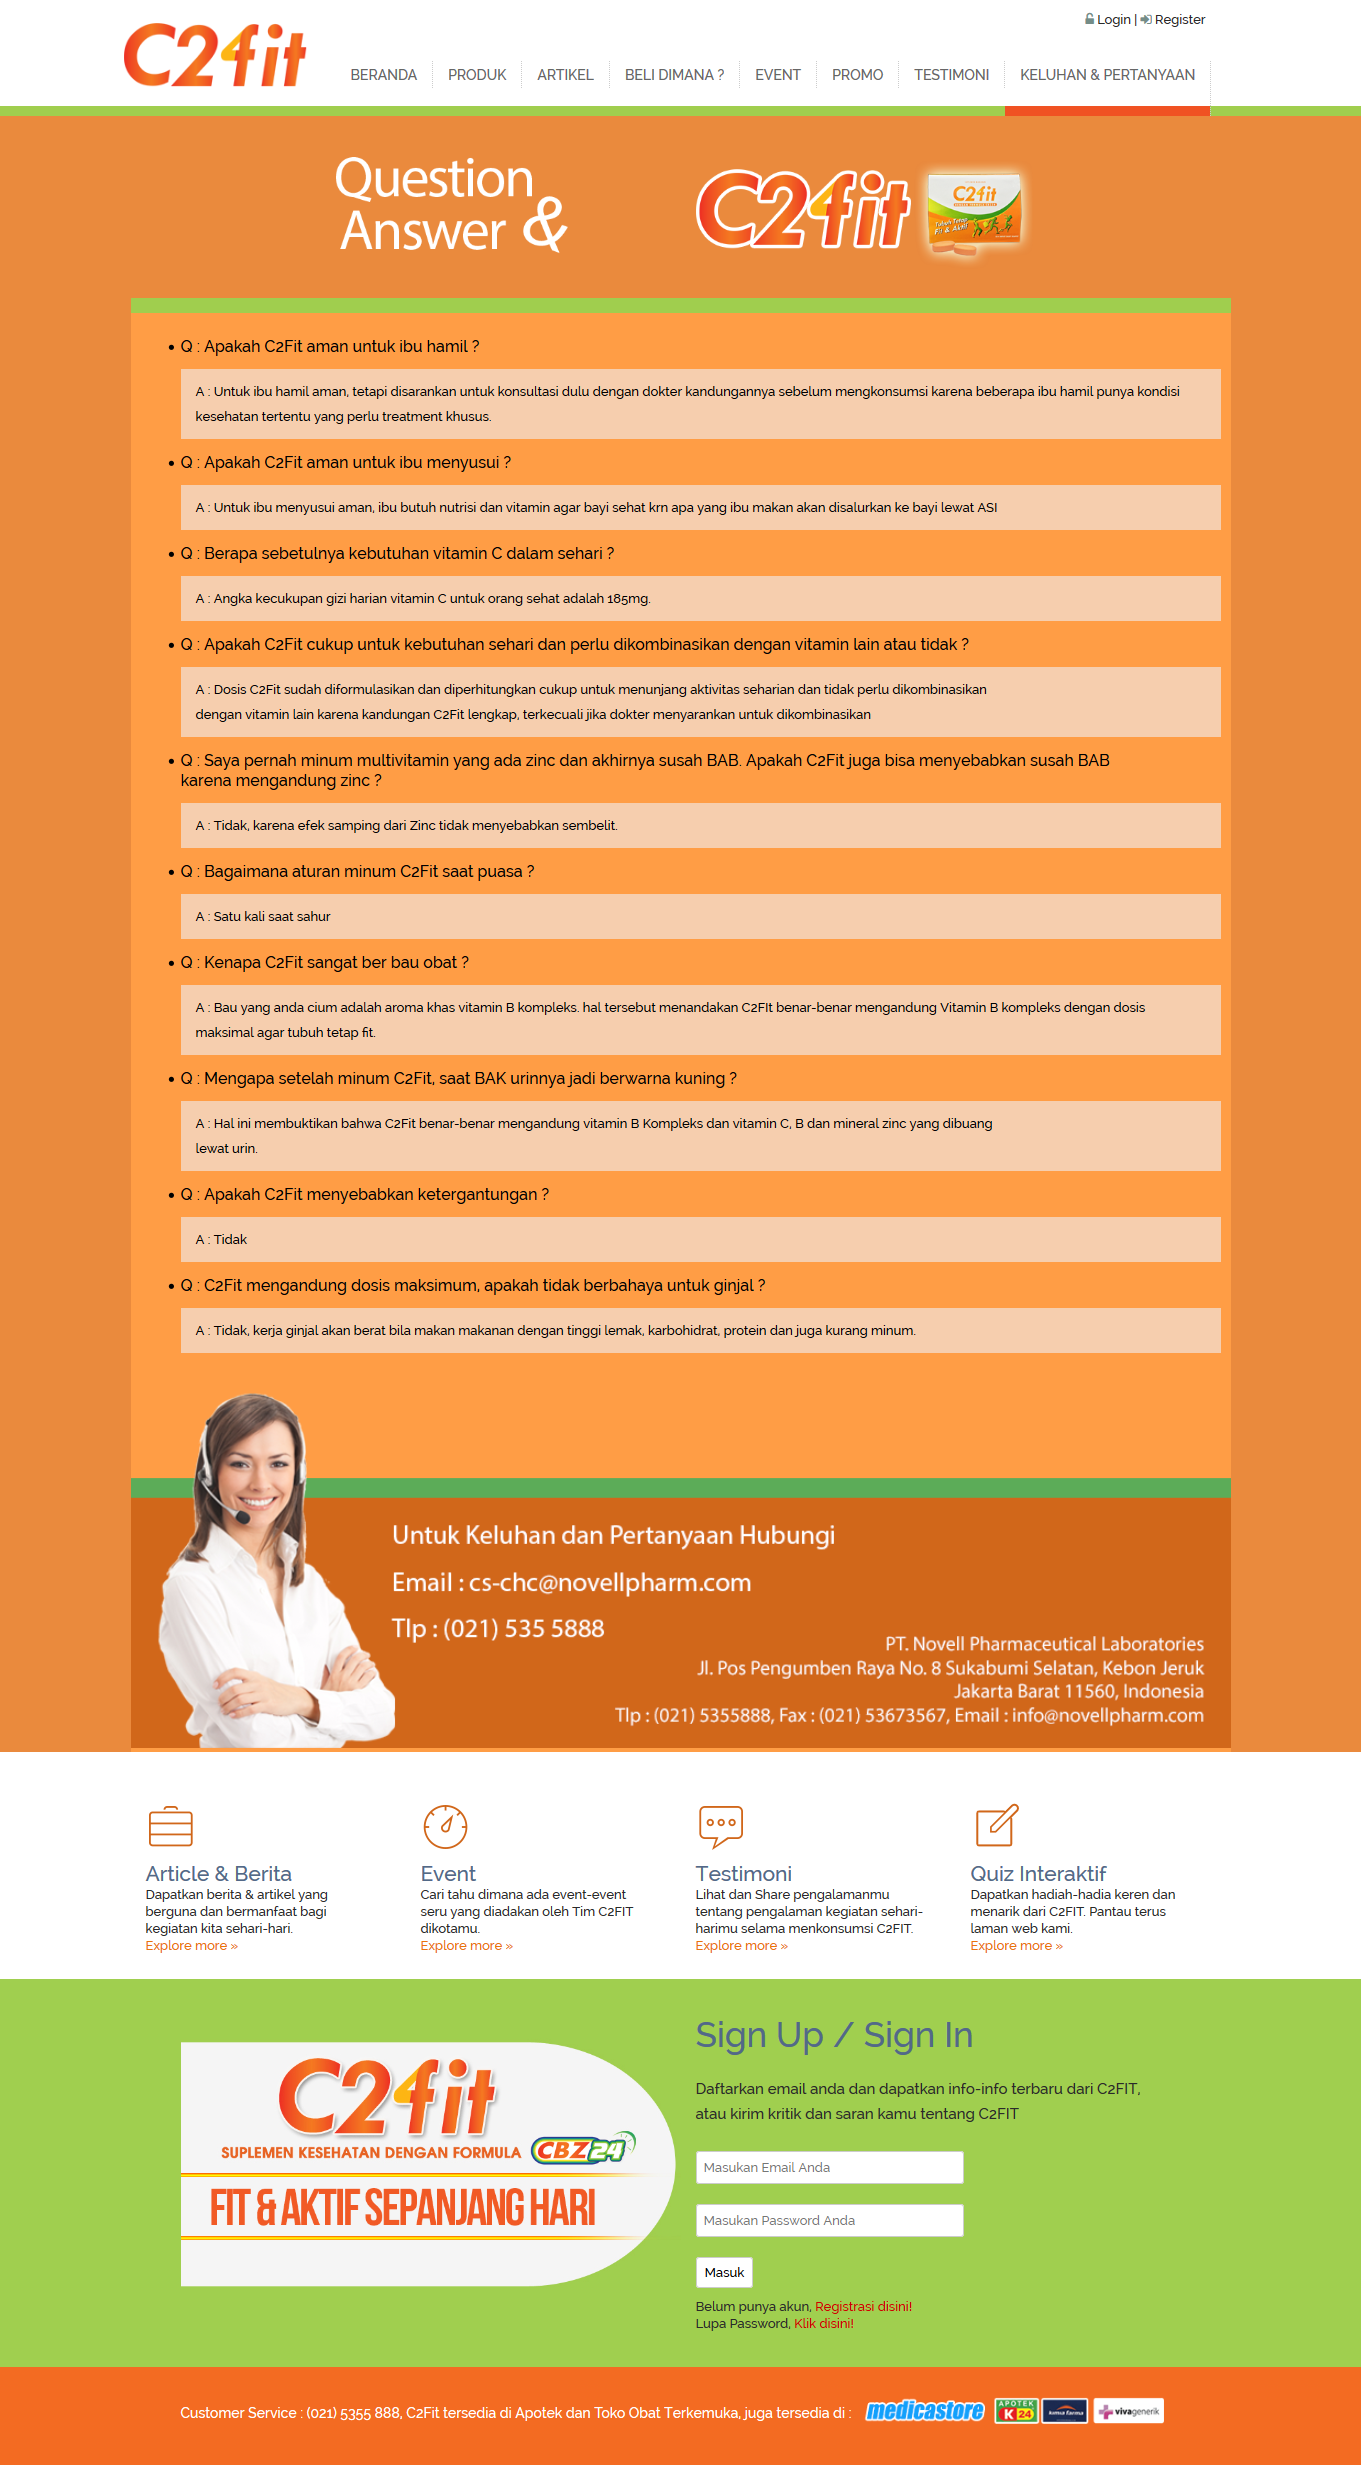 C24fit
Login | Register
BERANDA PRODUK ARTIKEL BELI DIMANA ? EVENT PROMO TESTIMONI KELUHAN & PERTANYAAN
Question
Answer &
C24fit
C24fit
Q : Apakah C2Fit aman untuk ibu hamil ?
A : Untuk ibu hamil aman, tetapi disarankan untuk konsultasi dulu dengan dokter kandungannya sebelum mengkonsumsi karena beberapa ibu hamil punya kondisi
kesehatan tertentu yang perlu treatment khusus.
Q : Apakah C2Fit aman untuk ibu menyusui ?
A : Untuk ibu menyusui aman, ibu butuh nutrisi dan vitamin agar bayi sehat krn apa yang ibu makan akan disalurkan ke bayi lewat ASI
Q : Berapa sebetulnya kebutuhan vitamin C dalam sehari ?
A : Angka kecukupan gizi harian vitamin C untuk orang sehat adalah 185mg.
Q : Apakah C2Fit cukup untuk kebutuhan sehari dan perlu dikombinasikan dengan vitamin lain atau tidak ?
A : Dosis C2Fit sudah diformulasikan dan diperhitungkan cukup untuk menunjang aktivitas seharian dan tidak perlu dikombinasikan
dengan vitamin lain karena kandungan C2Fit lengkap, terkecuali jika dokter menyarankan untuk dikombinasikan
Q : Saya pernah minum multivitamin yang ada zinc dan akhirnya susah BAB. Apakah C2Fit juga bisa menyebabkan susah BAB
karena mengandung zinc ?
A : Tidak, karena efek samping dari Zinc tidak menyebabkan sembelit.
Q : Bagaimana aturan minum C2Fit saat puasa ?
A : Satu kali saat sahur
Q : Kenapa C2Fit sangat ber bau obat ?
A : Bau yang anda cium adalah aroma khas vitamin B kompleks. hal tersebut menandakan C2FIt benar-benar mengandung Vitamin B kompleks dengan dosis
maksimal agar tubuh tetap fit.
Q : Mengapa setelah minum C2Fit, saat BAK urinnya jadi berwarna kuning ?
A : Hal ini membuktikan bahwa C2Fit benar-benar mengandung vitamin B Kompleks dan vitamin C, B dan mineral zinc yang dibuang
lewat urin.
Q : Apakah C2Fit menyebabkan ketergantungan ?
A : Tidak
Q : C2Fit mengandung dosis maksimum, apakah tidak berbahaya untuk ginjal ?
A : Tidak, kerja ginjal akan berat bila makan makanan dengan tinggi lemak, karbohidrat, protein dan juga kurang minum.
Untuk Keluhan dan Pertanyaan Hubungi
Email : cs-chc@novellpharm.com
Tlp : (021) 535 5888
PT. Novell Pharmaceutical Laboratories
Jl. Pos Pengumben Raya No. 8 Sukabumi Selatan, Kebon Jeruk
Jakarta Barat 11560, Indonesia
Tlp : (021) 5355888, Fax : (021) 53673567, Email : info@novellpharm.com
Article & Berita
Dapatkan berita & artikel yang
berguna dan bermanfaat bagi
kegiatan kita sehari-hari.
Explore more »
Event
Cari tahu dimana ada event-event
seru yang diadakan oleh Tim C2FIT
dikotamu.
Explore more »
Testimoni
Lihat dan Share pengalamanmu
tentang pengalaman kegiatan sehari-
harimu selama menkonsumsi C2FIT.
Explore more »
Quiz Interaktif
Dapatkan hadiah-hadia keren dan
menarik dari C2FIT. Pantau terus
laman web kami.
Explore more »
C24fit
SUPLEMEN KESEHATAN DENGAN FORMULA CBZ24
FIT & AKTIF SEPANJANG HARI
Sign Up / Sign In
Daftarkan email anda dan dapatkan info-info terbaru dari C2FIT,
atau kirim kritik dan saran kamu tentang C2FIT
Masukan Email Anda
Masukan Password Anda
Masuk
Belum punya akun, Registrasi disini!
Lupa Password, Klik disini!
Customer Service : (021) 5355 888, C2Fit tersedia di Apotek dan Toko Obat Terkemuka, juga tersedia di : medicastore APOTEK K24 kimia farma vivagenerik